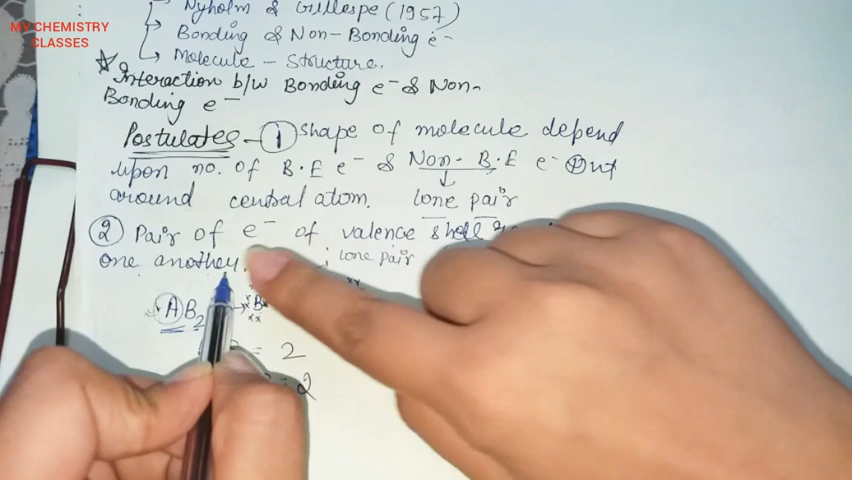 MY CHEMISTRY
CLASSES
Nyholm & Gillespe (1957)
Bonding & Non-Bonding e-
Molecule - Structure.
Interaction b/w Bonding e- & Non-
Bonding e-
Postulates - 1 shape of molecule depend
upon no. of B.E e- & Non-B.E e-
around central atom. lone pair
2 Pair of e- of valence shell
one another. ; lone pair
AB2 → B
= 2
= 2